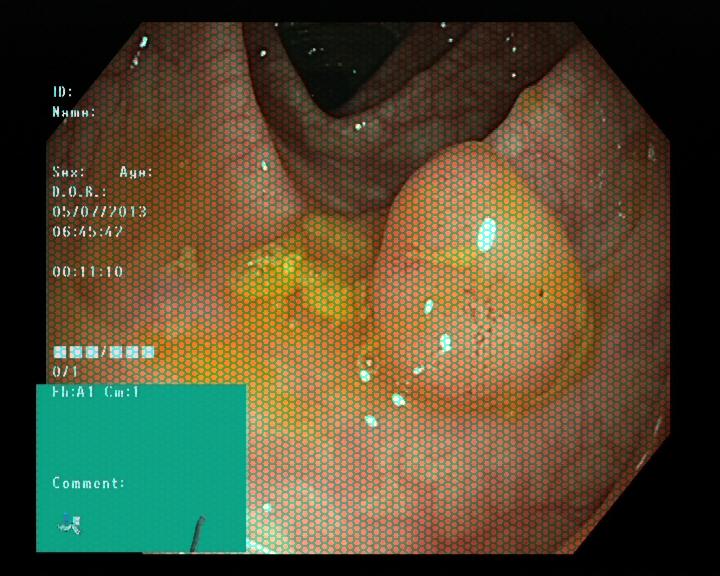 ID:
Name:
Sex: Age:
D.O.B.:
05/07/2013
06:45:42
00:11:10
■■■/■■■
0/1
Eh:A1 Cm:1
Comment: